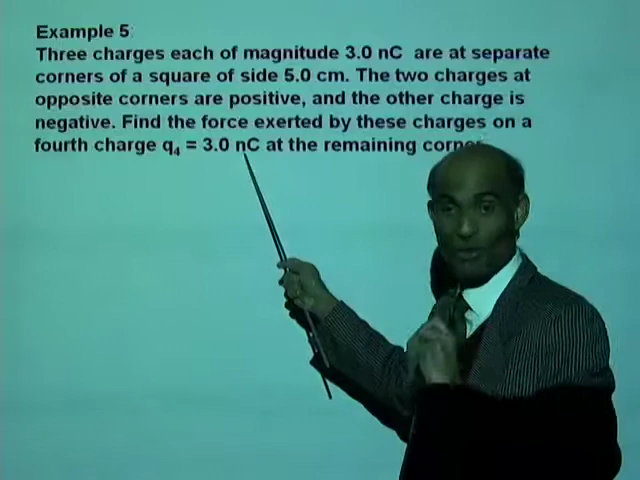 Example 5
Three charges each of magnitude 3.0 nC are at separate
corners of a square of side 5.0 cm. The two charges at
opposite corners are positive, and the other charge is
negative. Find the force exerted by these charges on a
fourth charge q₄ = 3.0 nC at the remaining